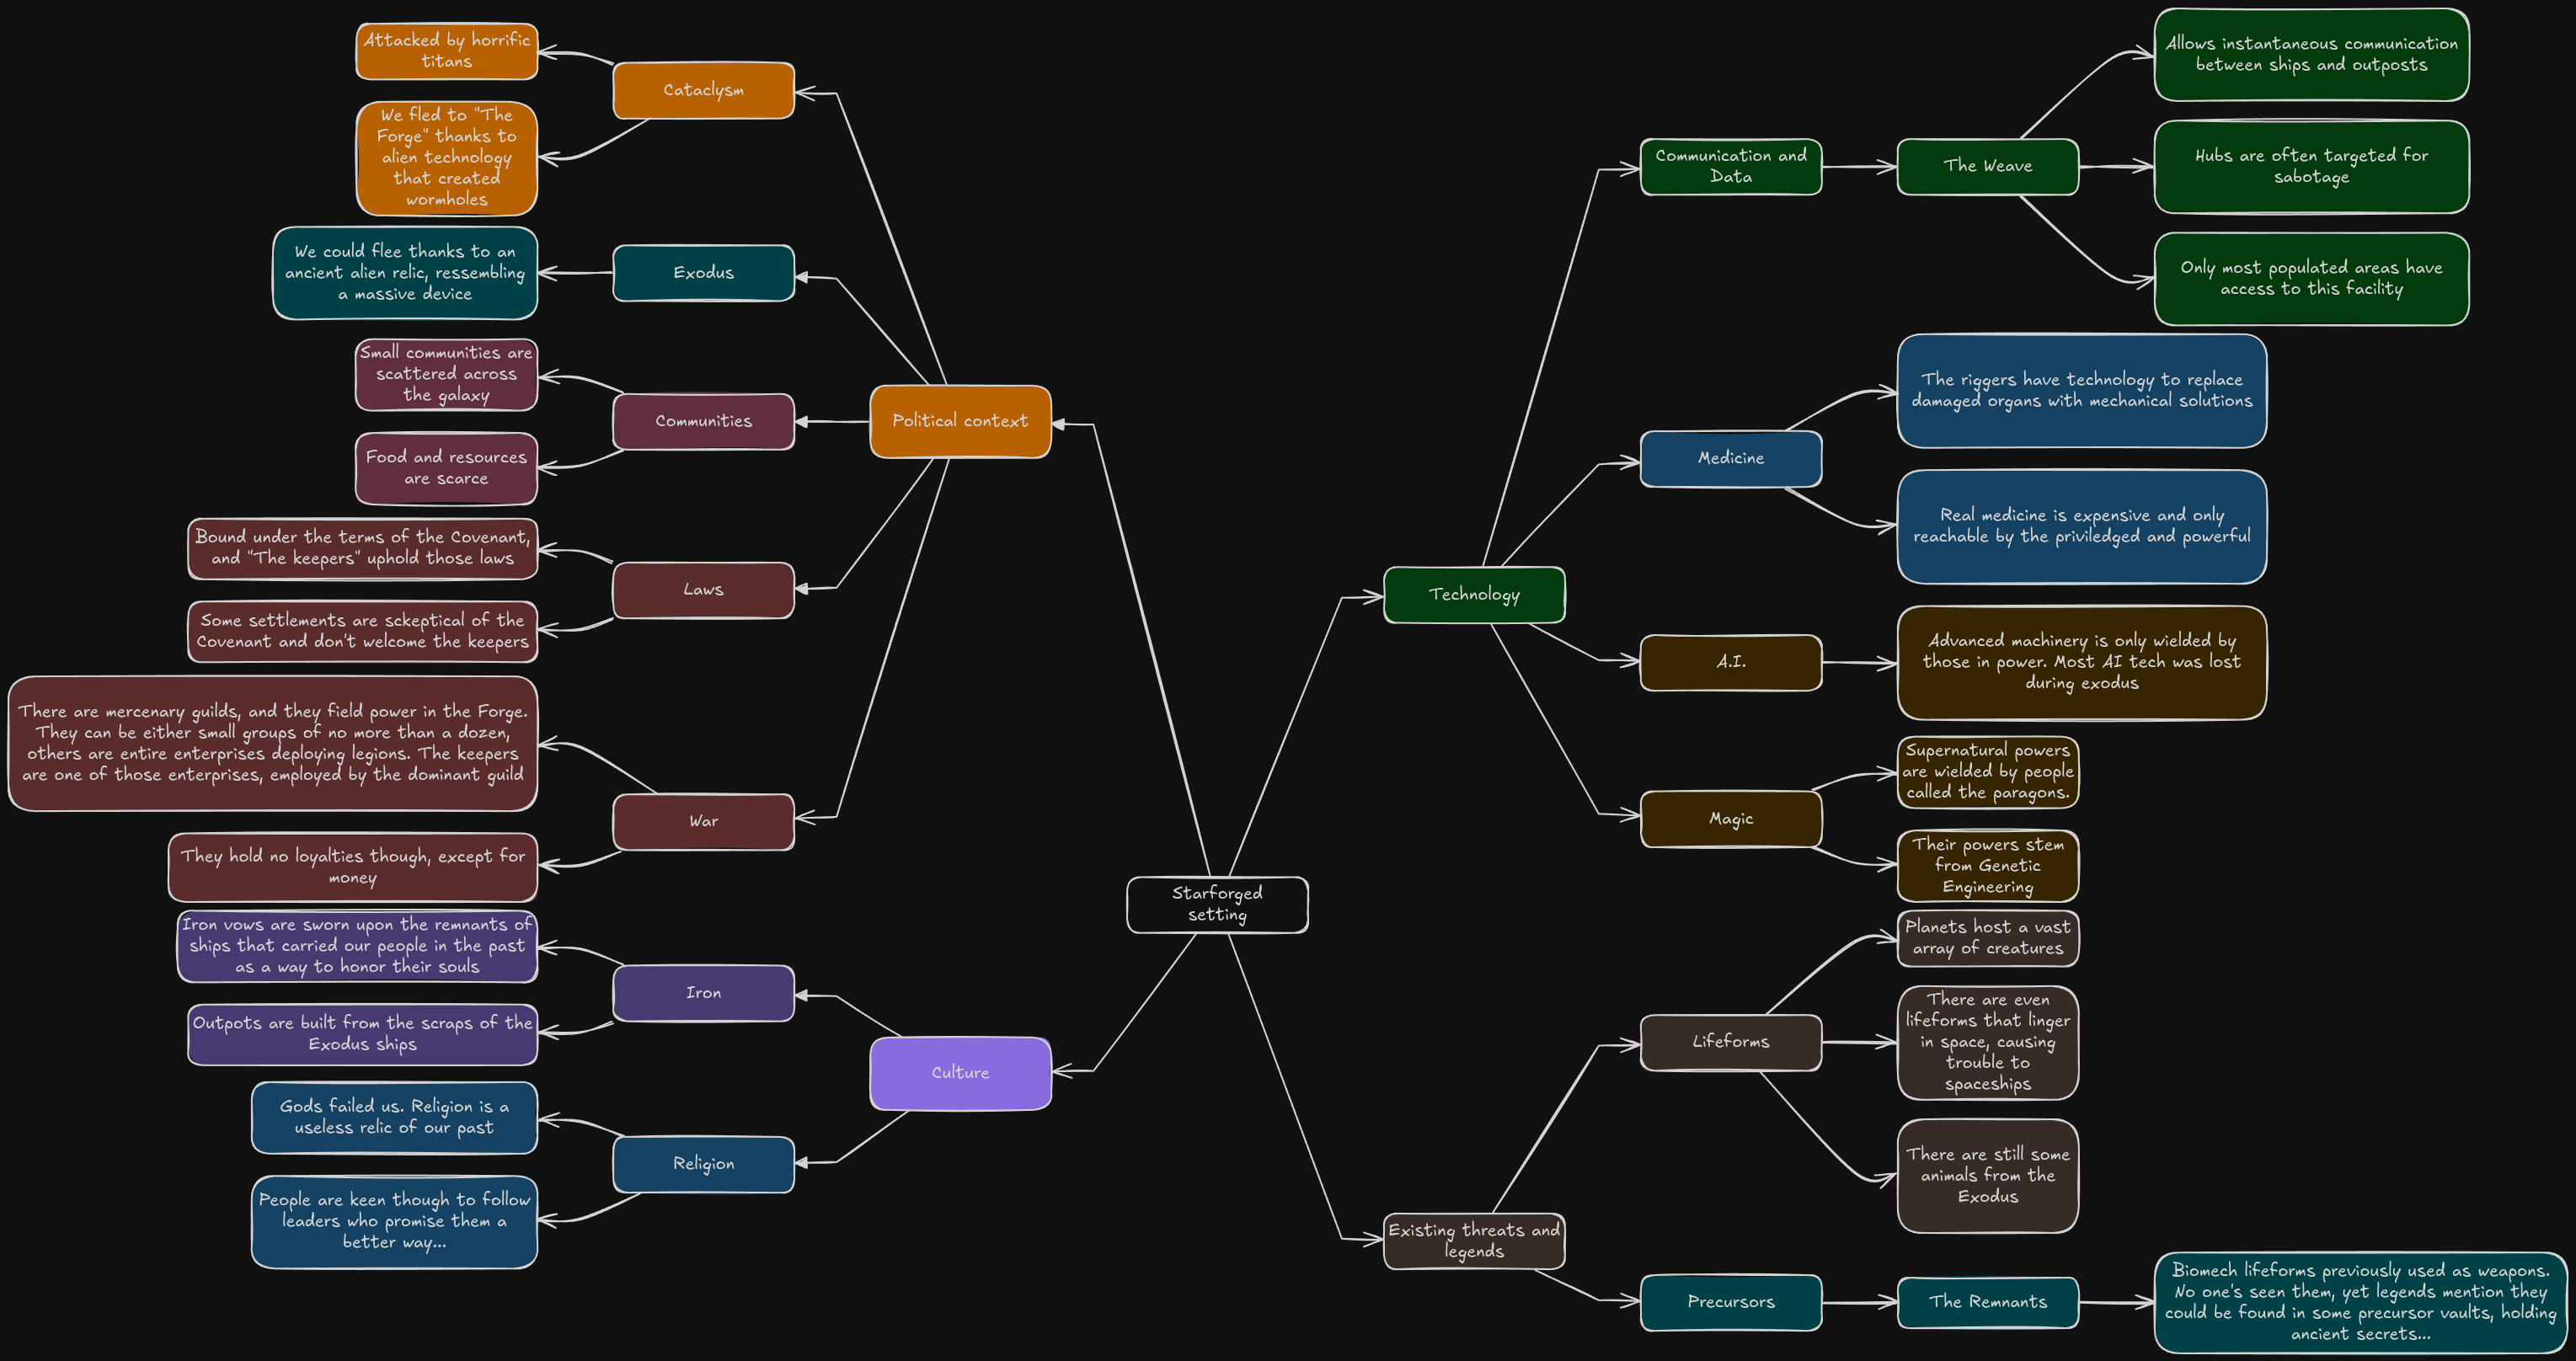 Attacked by horrific
titans
Cataclysm
We fled to "The
Forge" thanks to
alien technology
that created
wormholes
We could flee thanks to an
ancient alien relic, ressembling
a massive device
Exodus
Small communities are
scattered across
the galaxy
Communities
Food and resources
are scarce
Political context
Bound under the terms of the Covenant,
and "The keepers" uphold those laws
Laws
Some settlements are sckeptical of the
Covenant and don't welcome the keepers
There are mercenary guilds, and they field power in the Forge.
They can be either small groups of no more than a dozen,
others are entire enterprises deploying legions. The keepers
are one of those enterprises, employed by the dominant guild
War
They hold no loyalties though, except for
money
Iron vows are sworn upon the remnants of
ships that carried our people in the past
as a way to honor their souls
Iron
Outpots are built from the scraps of the
Exodus ships
Culture
Gods failed us. Religion is a
useless relic of our past
Religion
People are keen though to follow
leaders who promise them a
better way...
Starforged
setting
Technology
Communication and
Data
The Weave
Allows instantaneous communication
between ships and outposts
Hubs are often targeted for
sabotage
Only most populated areas have
access to this facility
Medicine
The riggers have technology to replace
damaged organs with mechanical solutions
Real medicine is expensive and only
reachable by the priviledged and powerful
A.I.
Advanced machinery is only wielded by
those in power. Most AI tech was lost
during exodus
Magic
Supernatural powers
are wielded by people
called the paragons.
Their powers stem
from Genetic
Engineering
Existing threats and
legends
Lifeforms
Planets host a vast
array of creatures
There are even
lifeforms that linger
in space, causing
trouble to
spaceships
There are still some
animals from the
Exodus
Precursors
The Remnants
Biomech lifeforms previously used as weapons.
No one's seen them, yet legends mention they
could be found in some precursor vaults, holding
ancient secrets...